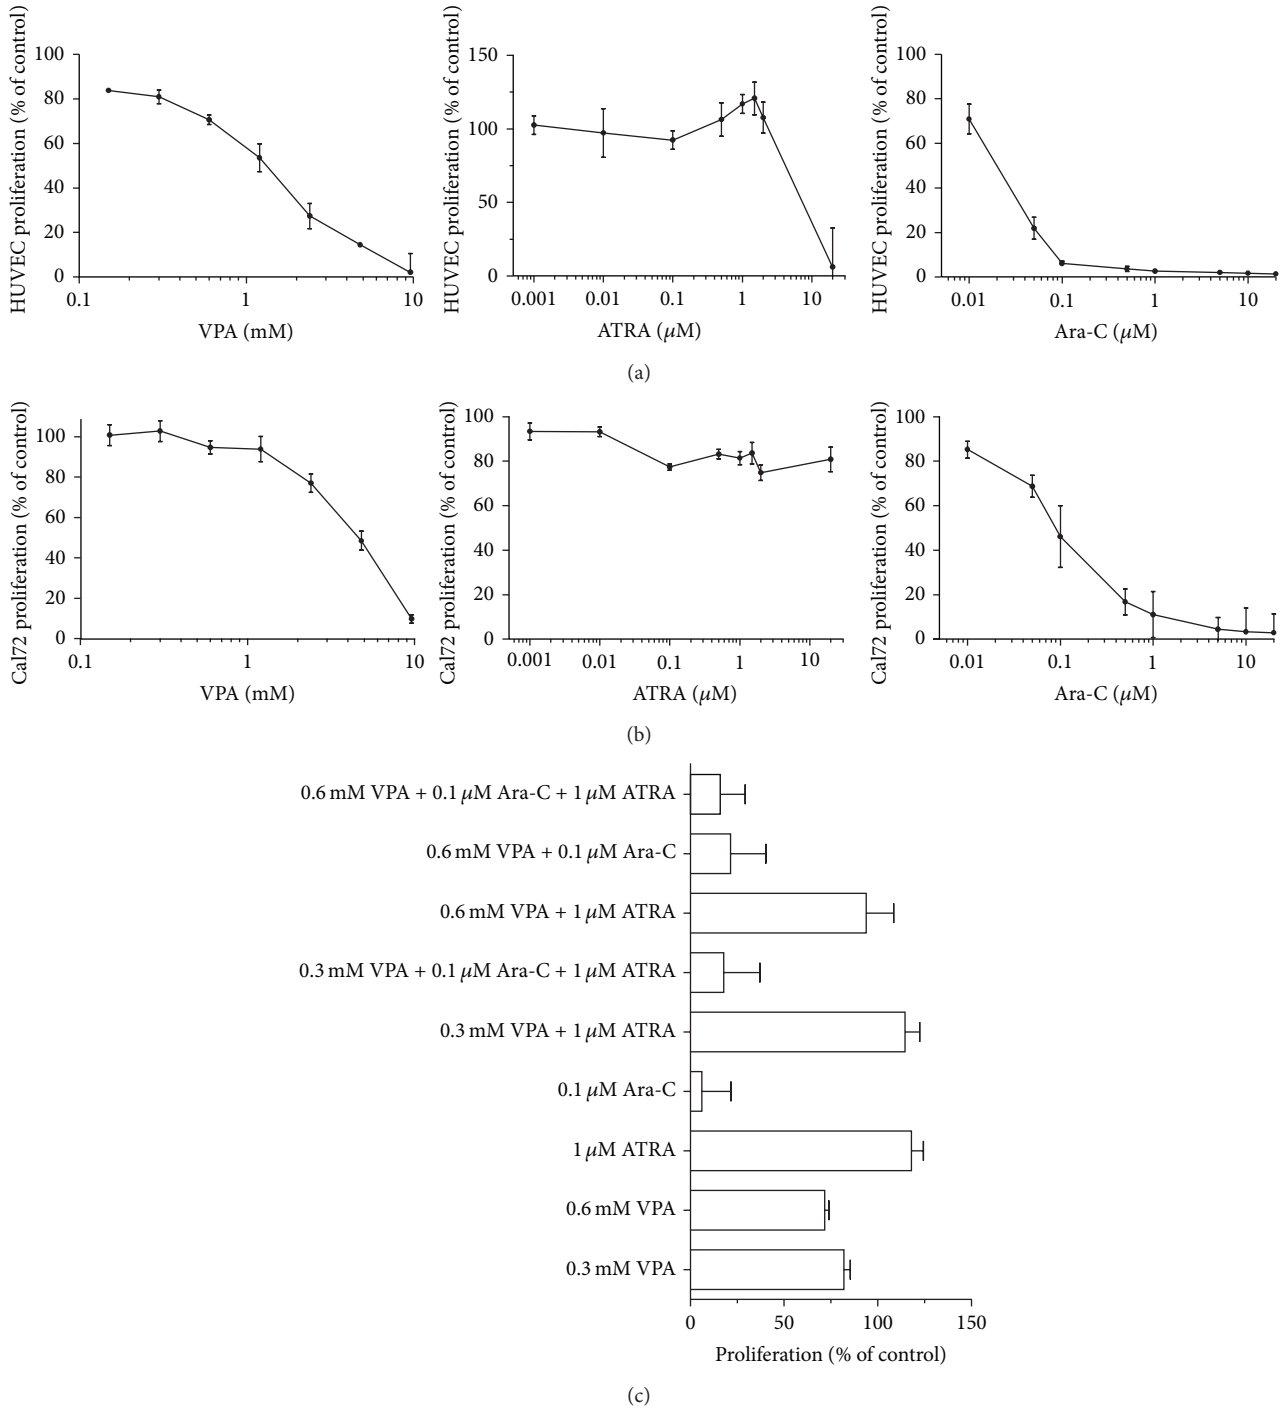 HUVEC proliferation (% of control)
100
80
60
40
20
0
0.1
1
10
VPA (mM)
HUVEC proliferation (% of control)
150
100
50
0
0.001
0.01
0.1
1
10
ATRA (μM)
HUVEC proliferation (% of control)
100
80
60
40
20
0
0.01
0.1
1
10
Ara-C (μM)
(a)
Cal72 proliferation (% of control)
100
80
60
40
20
0
0.1
1
10
VPA (mM)
Cal72 proliferation (% of control)
100
80
60
40
20
0
0.001
0.01
0.1
1
10
ATRA (μM)
Cal72 proliferation (% of control)
100
80
60
40
20
0
0.01
0.1
1
10
Ara-C (μM)
(b)
0.6 mM VPA + 0.1 μM Ara-C + 1 μM ATRA
0.6 mM VPA + 0.1 μM Ara-C
0.6 mM VPA + 1 μM ATRA
0.3 mM VPA + 0.1 μM Ara-C + 1 μM ATRA
0.3 mM VPA + 1 μM ATRA
0.1 μM Ara-C
1 μM ATRA
0.6 mM VPA
0.3 mM VPA
0
50
100
150
Proliferation (% of control)
(c)